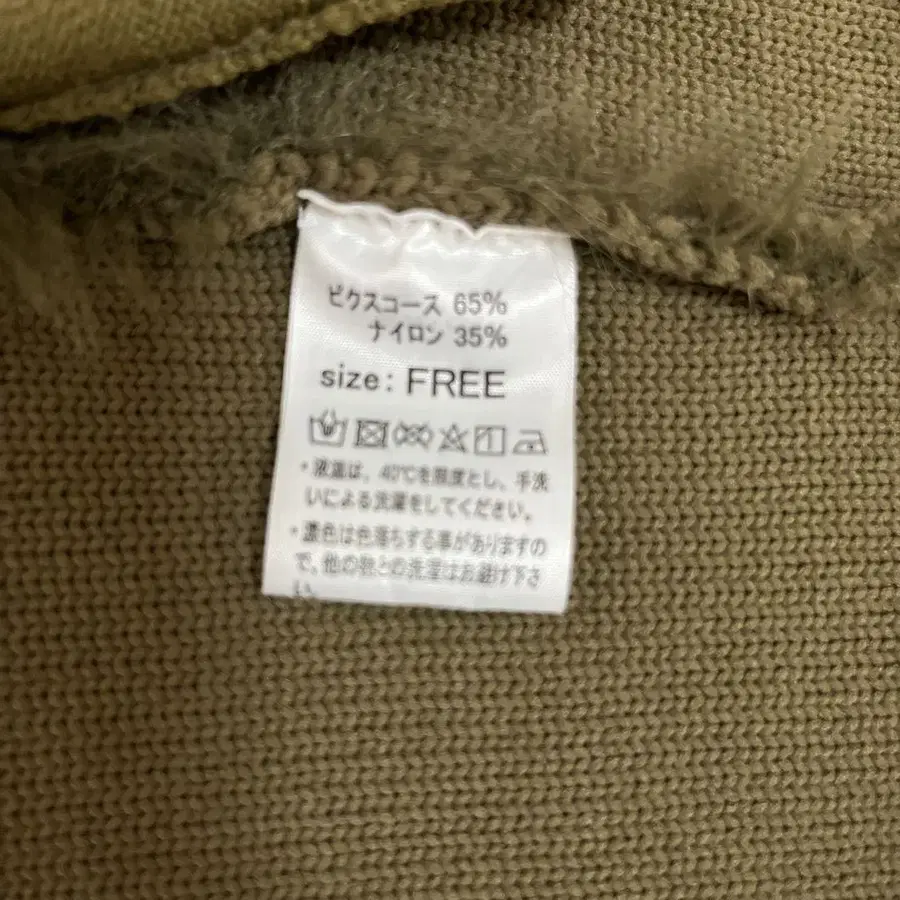 ピクスコース 65%
ナイロン 35%
size: FREE
・液温は、40℃を限度とし、手洗
いによる洗濯をしてください。
・濃色は色落ちする事がありますの
で、他の物との洗濯はお避け下さ
い